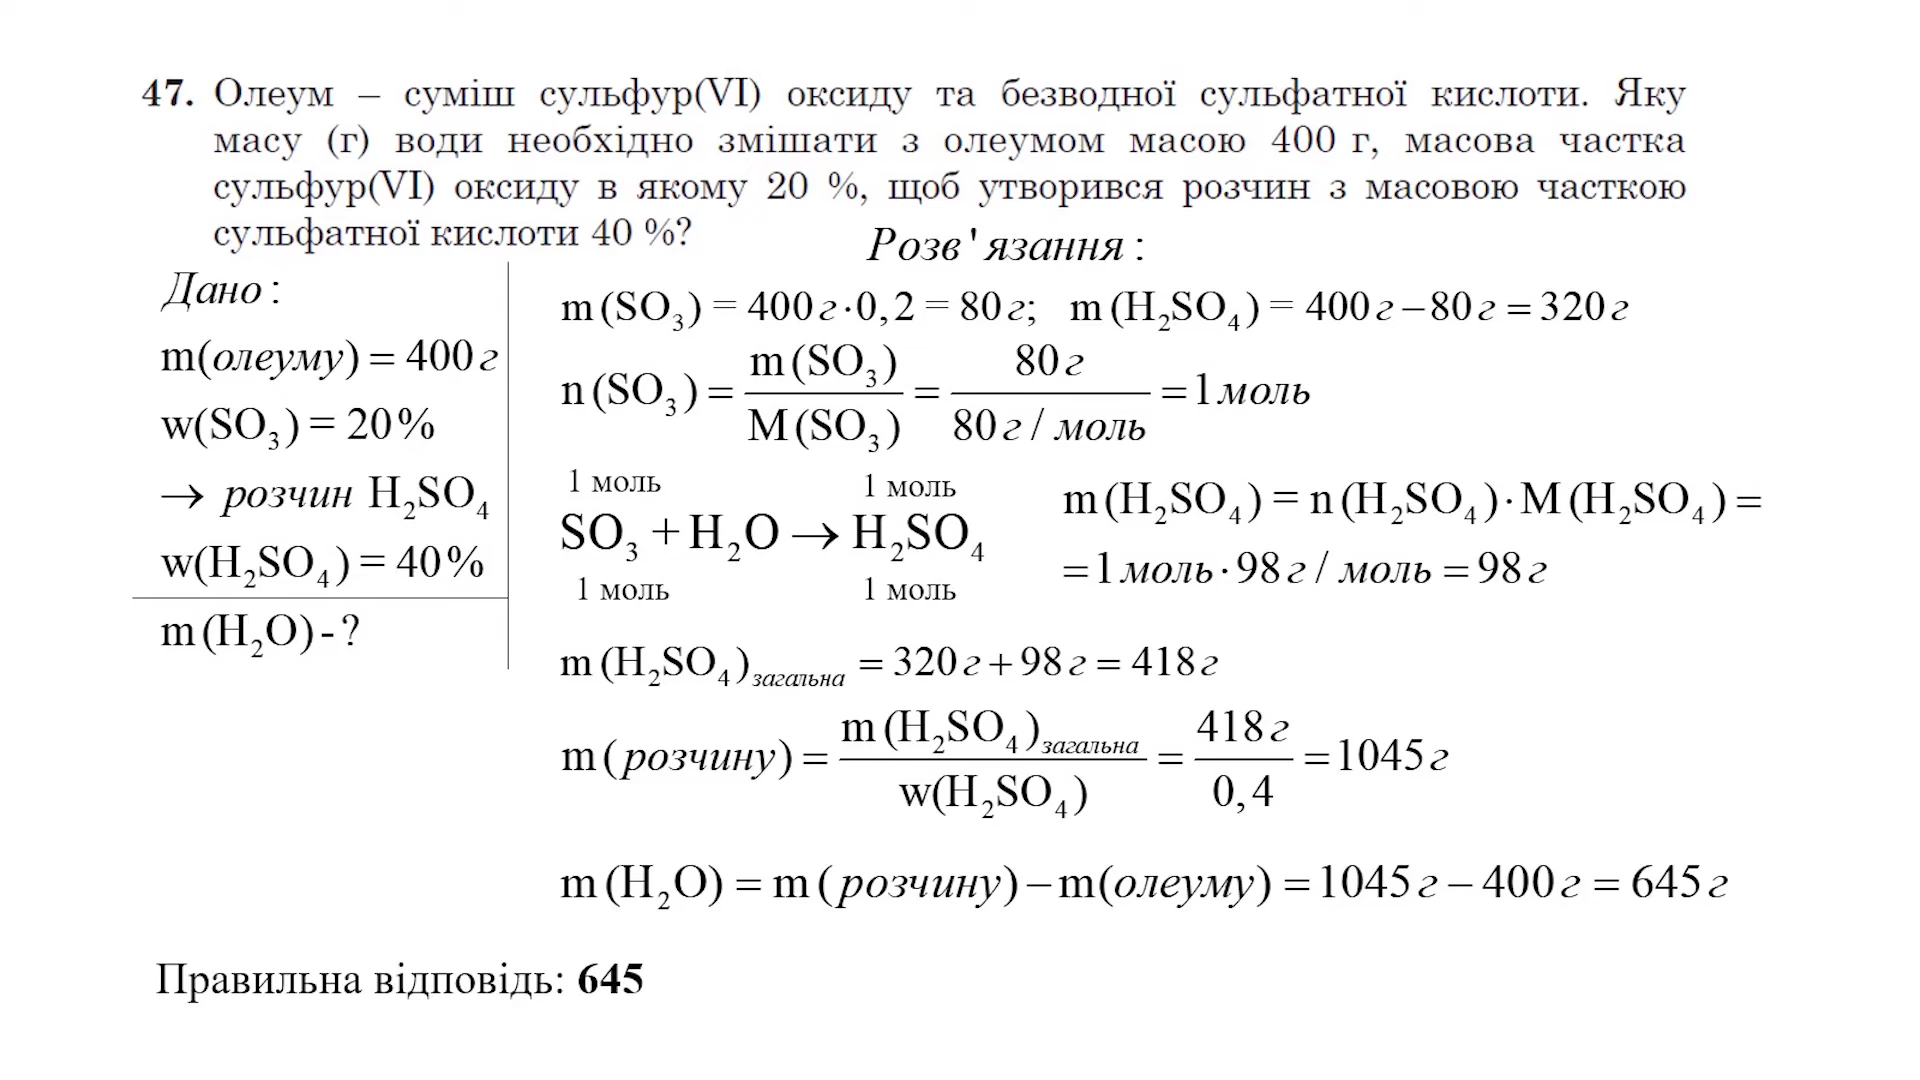 47. Олеум – суміш сульфур(VI) оксиду та безводної сульфатної кислоти. Яку
масу (г) води необхідно змішати з олеумом масою 400 г, масова частка
сульфур(VI) оксиду в якому 20 %, щоб утворився розчин з масовою часткою
сульфатної кислоти 40 %?
Розв'язання:
Дано:
m(олеуму) = 400 г
w(SO₃) = 20%
→ розчин H₂SO₄
w(H₂SO₄) = 40%
m(H₂O)-?
m(SO₃) = 400 г·0,2 = 80 г; m(H₂SO₄) = 400 г – 80 г = 320 г
n(SO₃) = m(SO₃) / M(SO₃) = 80 г / 80 г / моль = 1 моль
1 моль 1 моль
SO₃ + H₂O → H₂SO₄
1 моль 1 моль
m(H₂SO₄) = n(H₂SO₄)·M(H₂SO₄) =
= 1 моль·98 г / моль = 98 г
m(H₂SO₄)загальна = 320 г + 98 г = 418 г
m(розчину) = m(H₂SO₄)загальна / w(H₂SO₄) = 418 г / 0,4 = 1045 г
m(H₂O) = m(розчину) – m(олеуму) = 1045 г – 400 г = 645 г
Правильна відповідь: 645